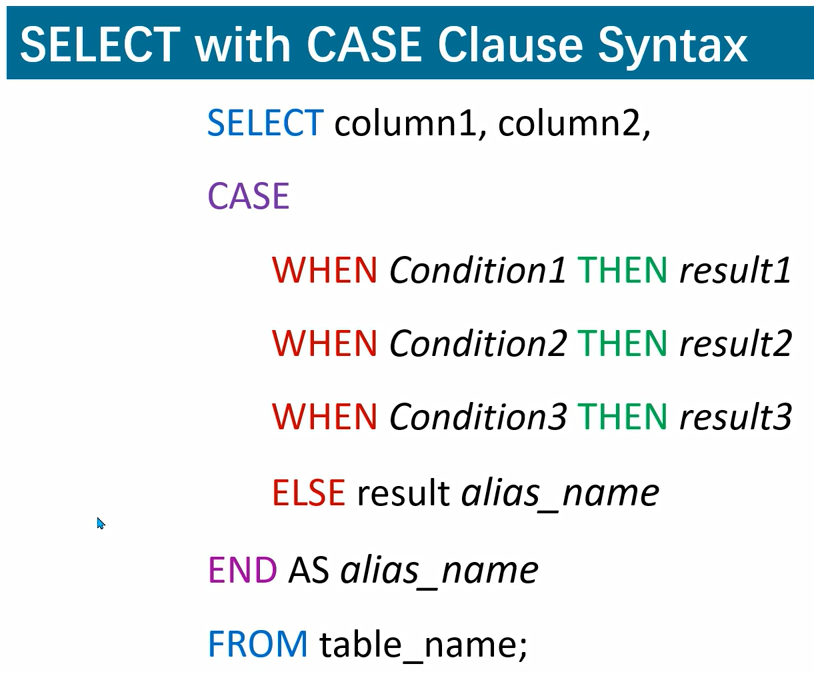 SELECT with CASE Clause Syntax
SELECT column1, column2,
CASE
WHEN Condition1 THEN result1
WHEN Condition2 THEN result2
WHEN Condition3 THEN result3
ELSE result alias_name
END AS alias_name
FROM table_name;